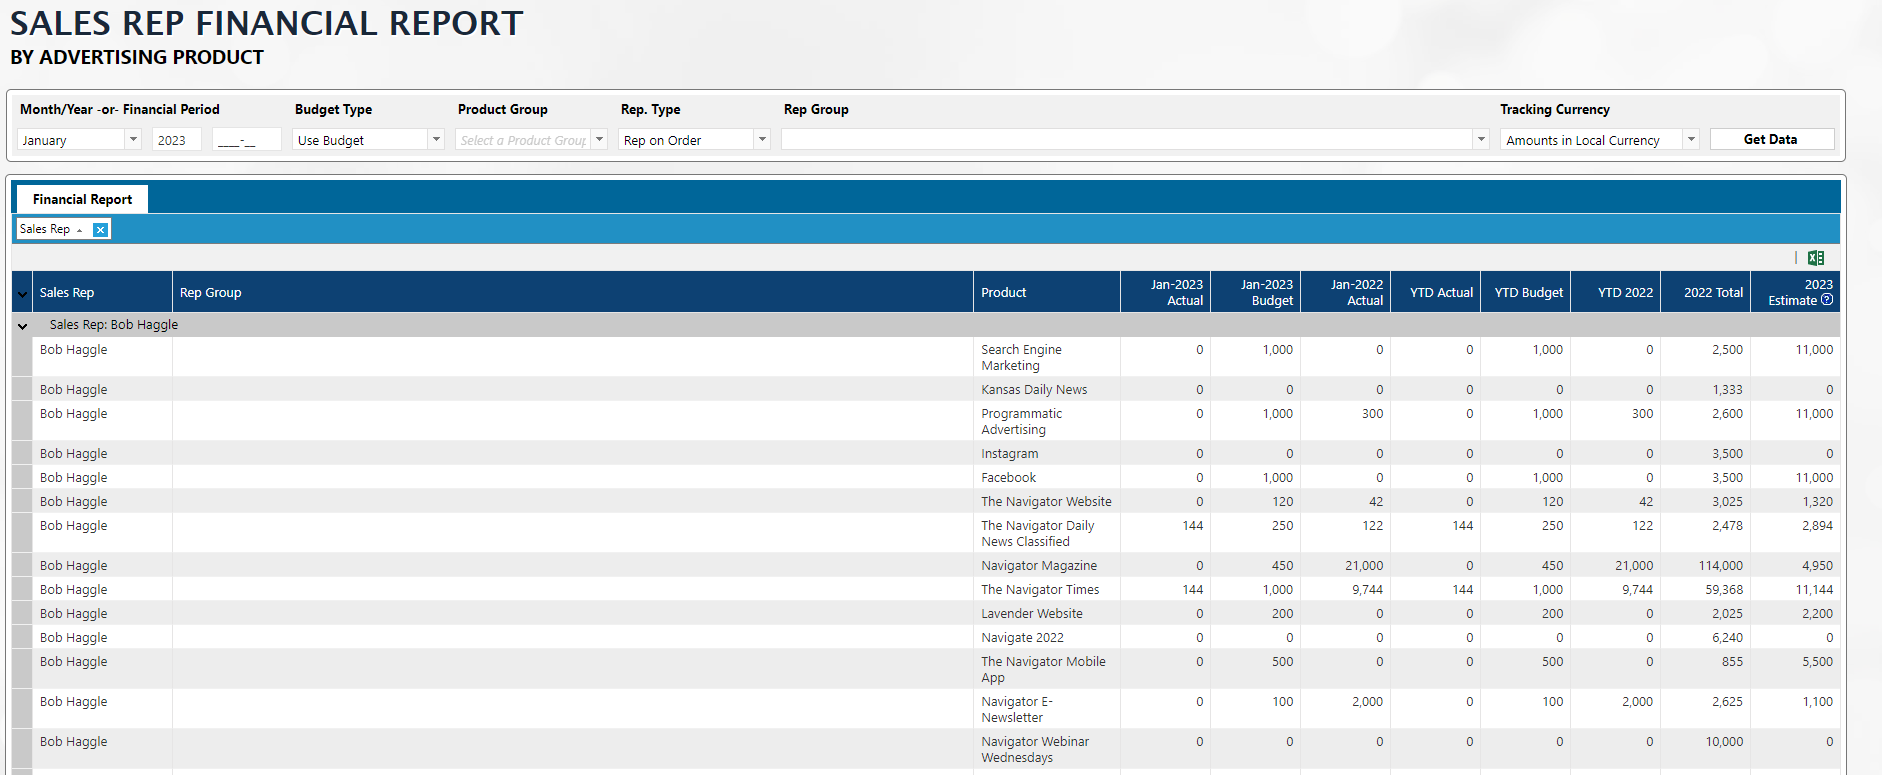 SALES REP FINANCIAL REPORT
BY ADVERTISING PRODUCT
Month/Year -or- Financial Period Budget Type Product Group Rep. Type Rep Group Tracking Currency
January 2023 ____-__ Use Budget Select a Product Group Rep on Order Amounts in Local Currency Get Data
Financial Report
Sales Rep
Sales Rep Rep Group Product Jan-2023 Actual Jan-2023 Budget Jan-2022 Actual YTD Actual YTD Budget YTD 2022 2022 Total 2023 Estimate
Sales Rep: Bob Haggle
Bob Haggle Search Engine Marketing 0 1,000 0 0 1,000 0 2,500 11,000
Bob Haggle Kansas Daily News 0 0 0 0 0 0 1,333 0
Bob Haggle Programmatic Advertising 0 1,000 300 0 1,000 300 2,600 11,000
Bob Haggle Instagram 0 0 0 0 0 0 3,500 0
Bob Haggle Facebook 0 1,000 0 0 1,000 0 3,500 11,000
Bob Haggle The Navigator Website 0 120 42 0 120 42 3,025 1,320
Bob Haggle The Navigator Daily News Classified 144 250 122 144 250 122 2,478 2,894
Bob Haggle Navigator Magazine 0 450 21,000 0 450 21,000 114,000 4,950
Bob Haggle The Navigator Times 144 1,000 9,744 144 1,000 9,744 59,368 11,144
Bob Haggle Lavender Website 0 200 0 0 200 0 2,025 2,200
Bob Haggle Navigate 2022 0 0 0 0 0 0 6,240 0
Bob Haggle The Navigator Mobile App 0 500 0 0 500 0 855 5,500
Bob Haggle Navigator E-Newsletter 0 100 2,000 0 100 2,000 2,625 1,100
Bob Haggle Navigator Webinar Wednesdays 0 0 0 0 0 0 10,000 0